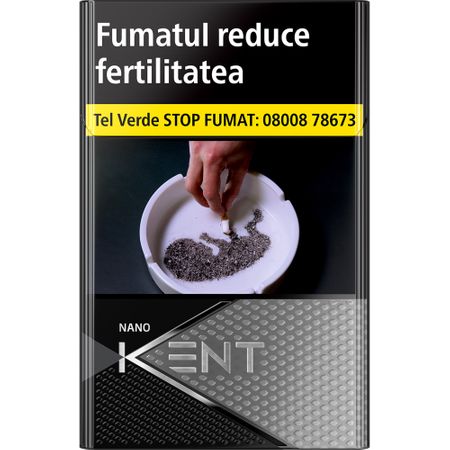 Fumatul reduce
fertilitatea
Tel Verde STOP FUMAT: 08008 78673
NANO
KENT